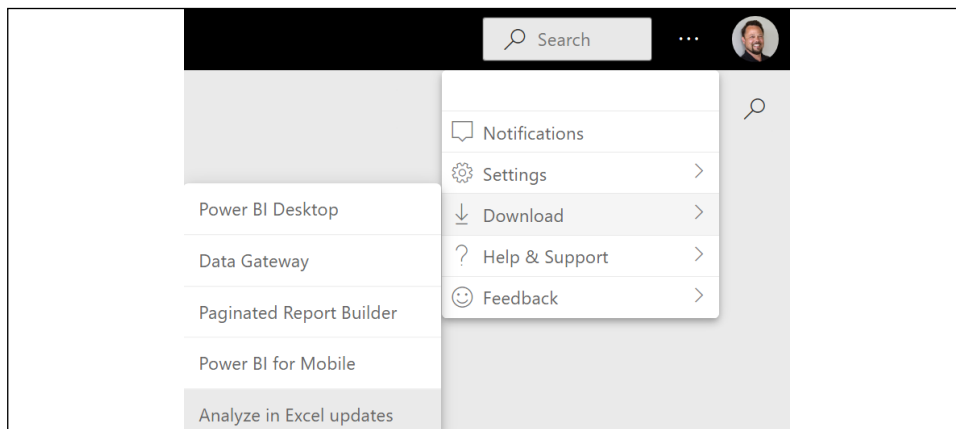 Search
Notifications
Settings
Download
Help & Support
Feedback
Power BI Desktop
Data Gateway
Paginated Report Builder
Power BI for Mobile
Analyze in Excel updates